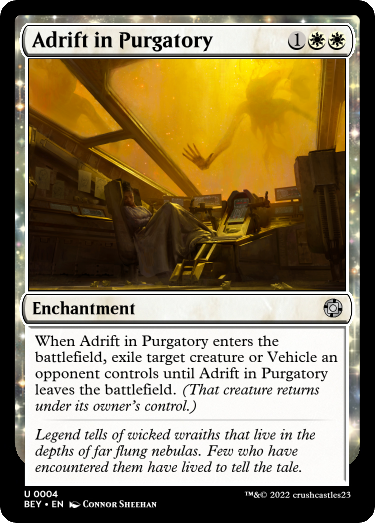 Adrift in Purgatory 1
Enchantment
When Adrift in Purgatory enters the
battlefield, exile target creature or Vehicle an
opponent controls until Adrift in Purgatory
leaves the battlefield. (That creature returns
under its owner's control.)
Legend tells of wicked wraiths that live in the
depths of far flung nebulas. Few who have
encountered them have lived to tell the tale.
U 0004
BEY • EN Connor Sheehan ™&© 2022 crushcastles23